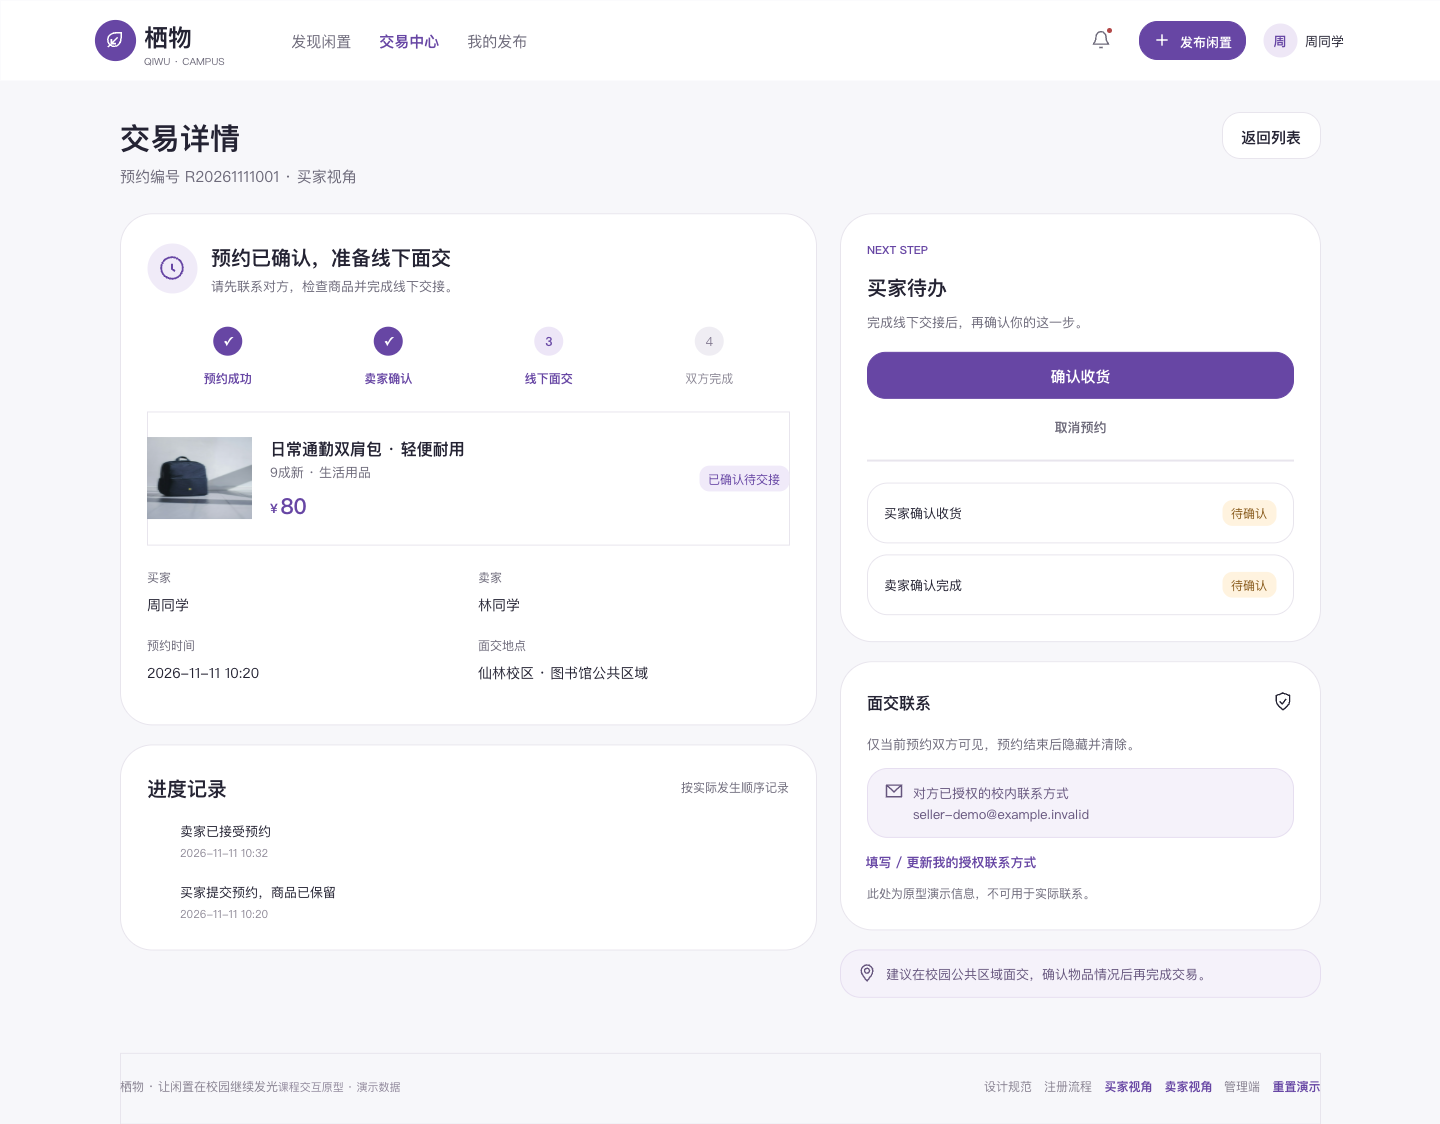 栖物
QIWU · CAMPUS
发现闲置
交易中心
我的发布
发布闲置
周
周同学
交易详情
预约编号 R20261111001 · 买家视角
返回列表
预约已确认，准备线下面交
请先联系对方，检查商品并完成线下交接。
✓
✓
3
4
预约成功
卖家确认
线下面交
双方完成
日常通勤双肩包 · 轻便耐用
9成新 · 生活用品
¥80
已确认待交接
买家
周同学
卖家
林同学
预约时间
2026-11-11 10:20
面交地点
仙林校区 · 图书馆公共区域
进度记录
按实际发生顺序记录
卖家已接受预约
2026-11-11 10:32
买家提交预约，商品已保留
2026-11-11 10:20
NEXT STEP
买家待办
完成线下交接后，再确认你的这一步。
确认收货
取消预约
买家确认收货
待确认
卖家确认完成
待确认
面交联系
仅当前预约双方可见，预约结束后隐藏并清除。
对方已授权的校内联系方式
seller-demo@example.invalid
填写 / 更新我的授权联系方式
此处为原型演示信息，不可用于实际联系。
建议在校园公共区域面交，确认物品情况后再完成交易。
栖物 · 让闲置在校园继续发光课程交互原型 · 演示数据
设计规范
注册流程
买家视角
卖家视角
管理端
重置演示